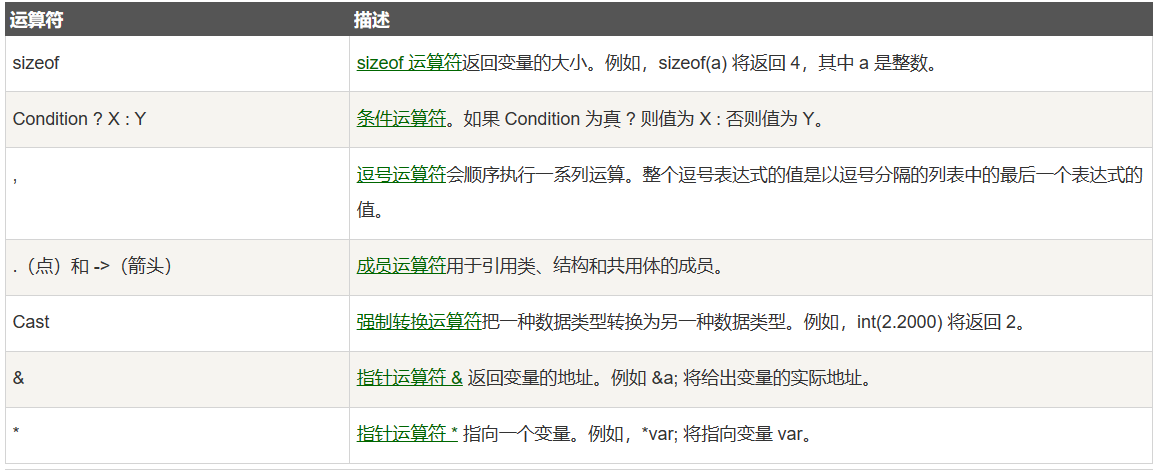 运算符 描述
sizeof sizeof 运算符返回变量的大小。例如，sizeof(a) 将返回 4，其中 a 是整数。
Condition ? X : Y 条件运算符。如果 Condition 为真 ? 则值为 X : 否则值为 Y。
, 逗号运算符会顺序执行一系列运算。整个逗号表达式的值是以逗号分隔的列表中的最后一个表达式的
值。
.（点）和 ->（箭头） 成员运算符用于引用类、结构和共用体的成员。
Cast 强制转换运算符把一种数据类型转换为另一种数据类型。例如，int(2.2000) 将返回 2。
& 指针运算符 & 返回变量的地址。例如 &a; 将给出变量的实际地址。
* 指针运算符 * 指向一个变量。例如，*var; 将指向变量 var。